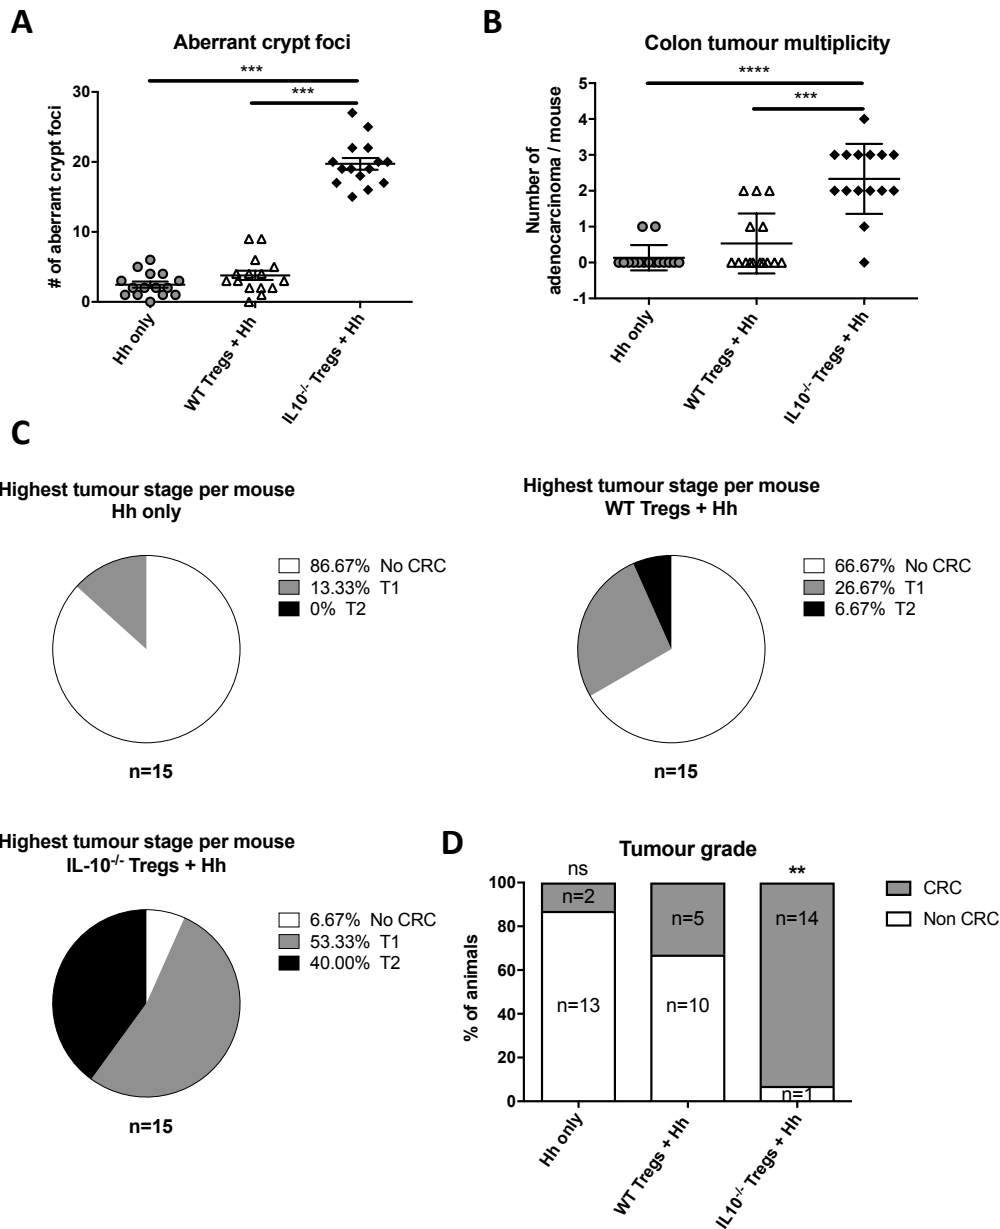 A
Aberrant crypt foci
***
***
# of aberrant crypt foci
30
20
10
0
Hh only
WT Tregs + Hh
IL10-/- Tregs + Hh
B
Colon tumour multiplicity
****
***
Number of
adenocarcinoma / mouse
5
4
3
2
1
0
-1
Hh only
WT Tregs + Hh
IL10-/- Tregs + Hh
C
Highest tumour stage per mouse
Hh only
86.67% No CRC
13.33% T1
0% T2
n=15
Highest tumour stage per mouse
WT Tregs + Hh
66.67% No CRC
26.67% T1
6.67% T2
n=15
Highest tumour stage per mouse
IL-10-/- Tregs + Hh
6.67% No CRC
53.33% T1
40.00% T2
n=15
D
Tumour grade
ns
**
% of animals
100
80
60
40
20
0
n=2
n=13
n=5
n=10
n=14
n=1
CRC
Non CRC
Hh only
WT Tregs + Hh
IL10-/- Tregs + Hh